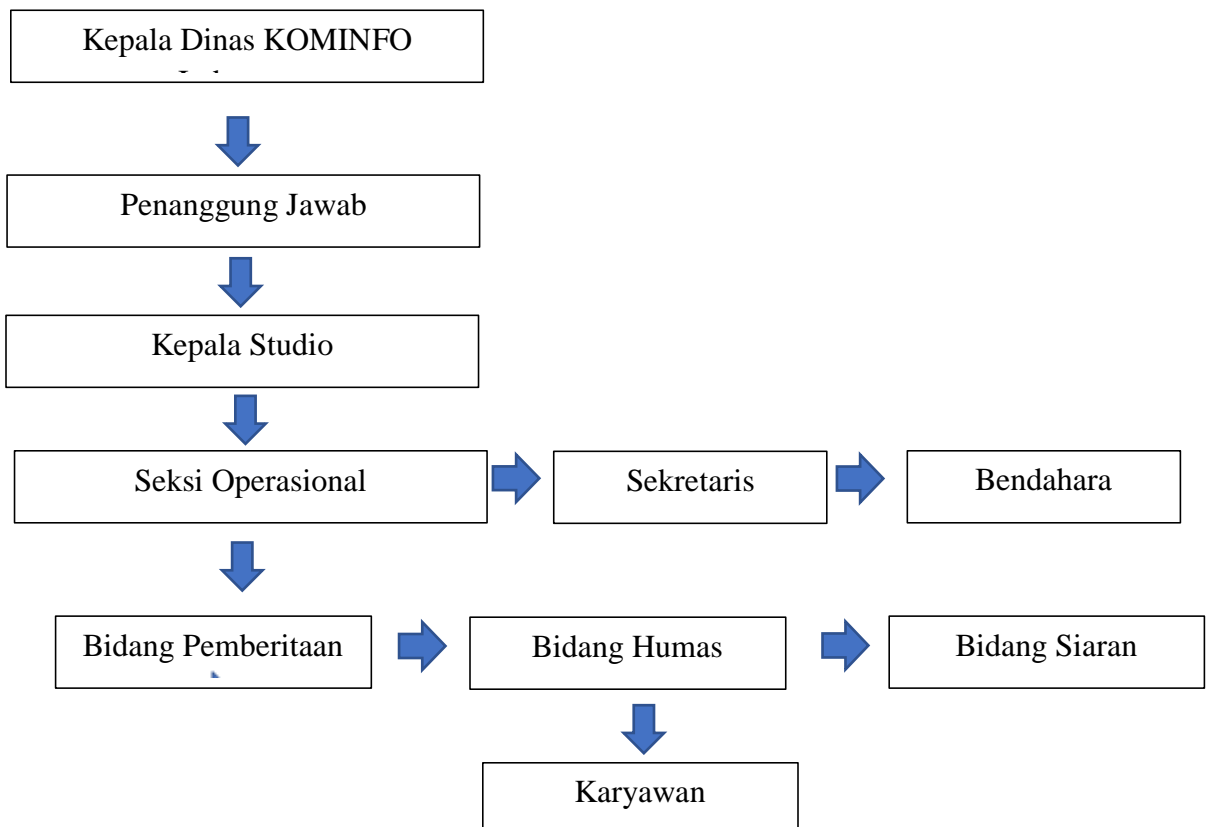 Kepala Dinas KOMINFO
Penanggung Jawab
Kepala Studio
Seksi Operasional
Sekretaris
Bendahara
Bidang Pemberitaan
Bidang Humas
Bidang Siaran
Karyawan